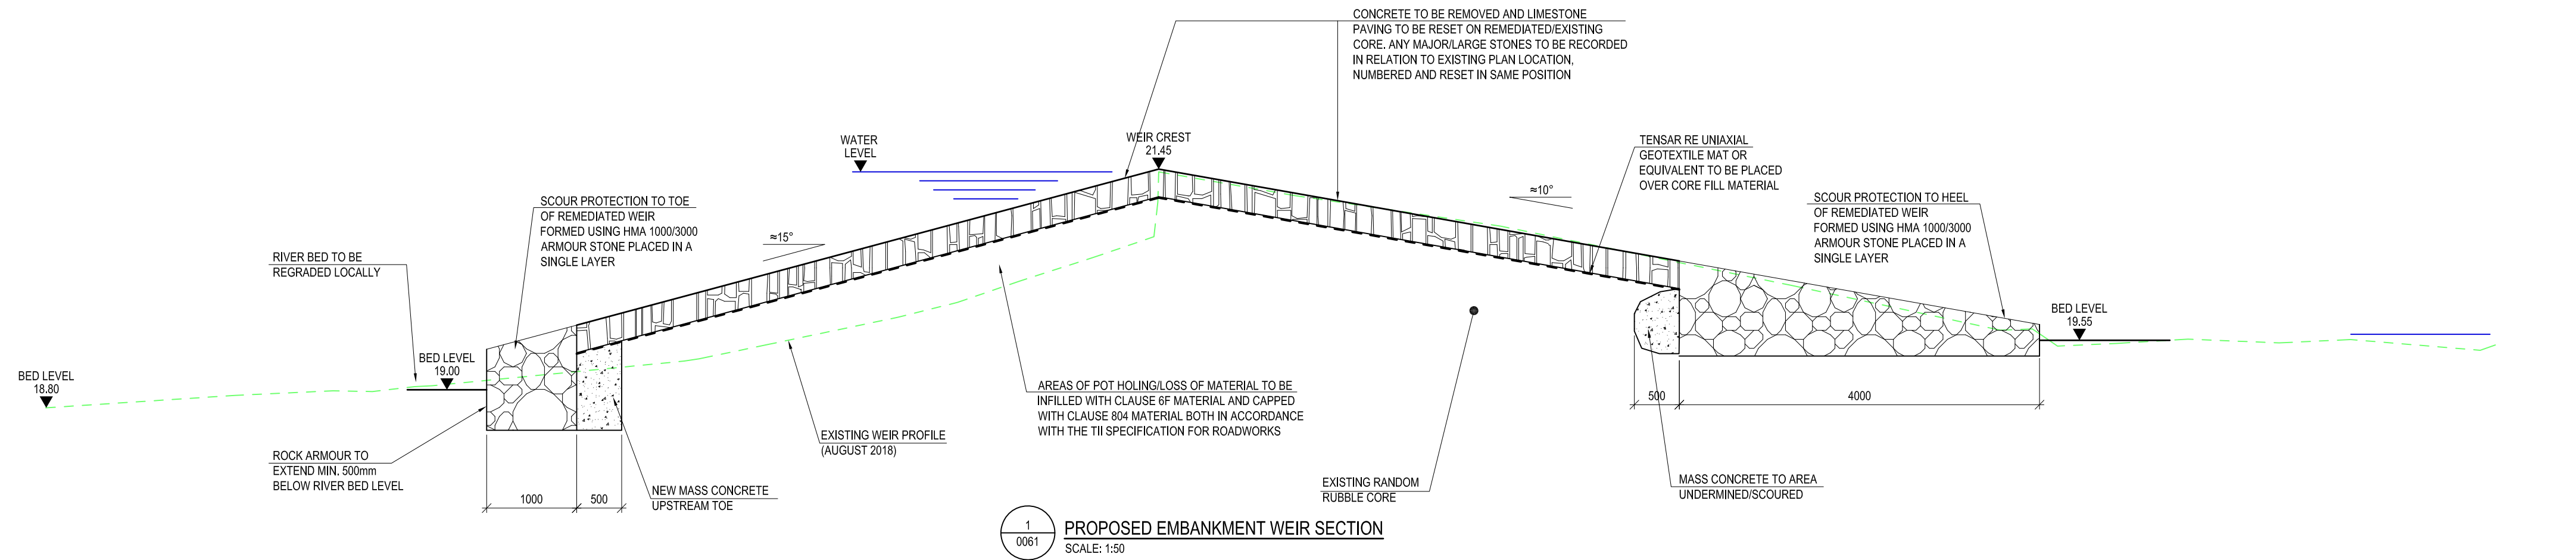 CONCRETE TO BE REMOVED AND LIMESTONE
PAVING TO BE RESET ON REMEDIATED/EXISTING
CORE. ANY MAJOR/LARGE STONES TO BE RECORDED
IN RELATION TO EXISTING PLAN LOCATION,
NUMBERED AND RESET IN SAME POSITION
WATER
LEVEL
WEIR CREST
21.45
TENSAR RE UNIAXIAL
GEOTEXTILE MAT OR
EQUIVALENT TO BE PLACED
OVER CORE FILL MATERIAL
≈10°
SCOUR PROTECTION TO TOE
OF REMEDIATED WEIR
FORMED USING HMA 1000/3000
ARMOUR STONE PLACED IN A
SINGLE LAYER
SCOUR PROTECTION TO HEEL
OF REMEDIATED WEIR
FORMED USING HMA 1000/3000
ARMOUR STONE PLACED IN A
SINGLE LAYER
≈15°
RIVER BED TO BE
REGRADED LOCALLY
BED LEVEL
19.55
BED LEVEL
19.00
BED LEVEL
18.80
AREAS OF POT HOLING/LOSS OF MATERIAL TO BE
INFILLED WITH CLAUSE 6F MATERIAL AND CAPPED
WITH CLAUSE 804 MATERIAL BOTH IN ACCORDANCE
WITH THE TII SPECIFICATION FOR ROADWORKS
500
4000
EXISTING WEIR PROFILE
(AUGUST 2018)
ROCK ARMOUR TO
EXTEND MIN. 500mm
BELOW RIVER BED LEVEL
1000
500
NEW MASS CONCRETE
UPSTREAM TOE
EXISTING RANDOM
RUBBLE CORE
MASS CONCRETE TO AREA
UNDERMINED/SCOURED
1
0061
PROPOSED EMBANKMENT WEIR SECTION
SCALE: 1:50